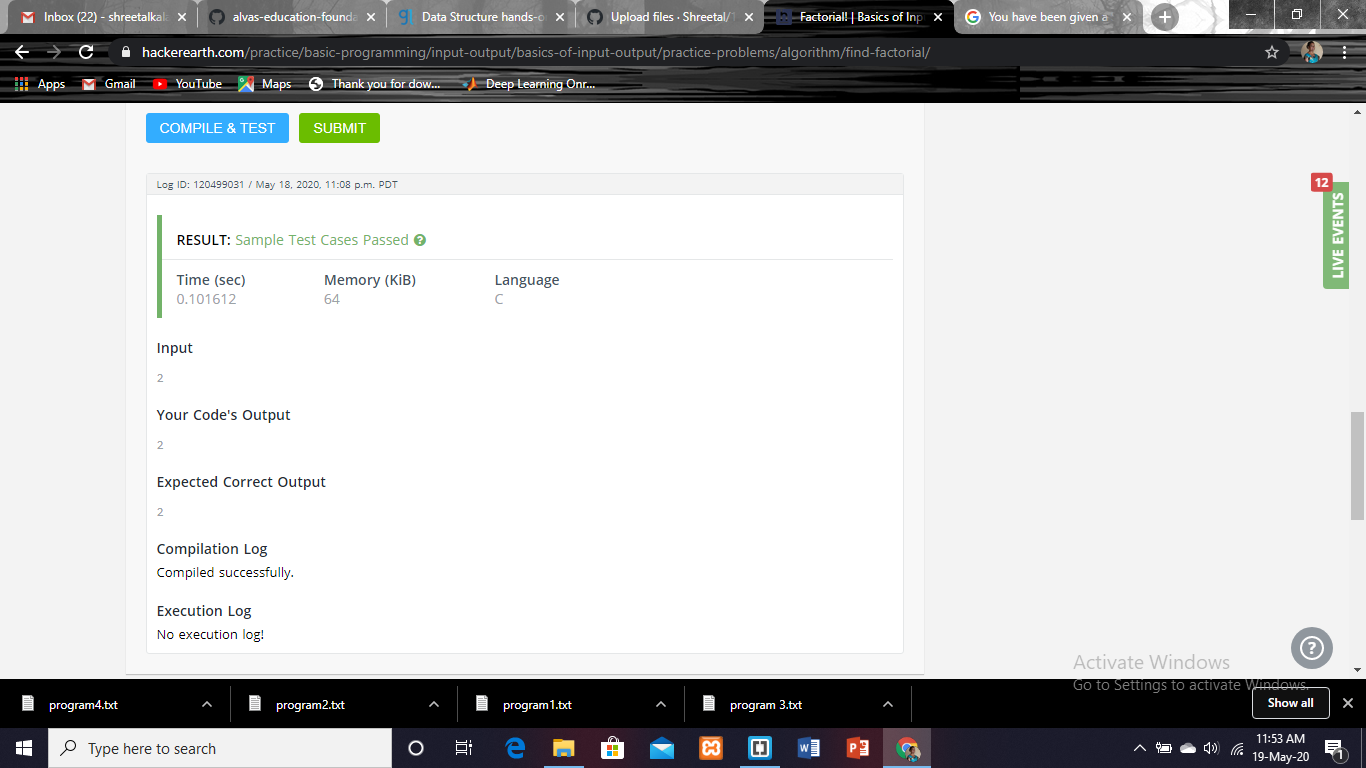 Inbox (22) - shreetalkal
alvas-education-founda
Data Structure hands-o
Upload files · Shreetal/
Factorial! | Basics of Inp
You have been given a
hackerearth.com/practice/basic-programming/input-output/basics-of-input-output/practice-problems/algorithm/find-factorial/
Apps Gmail YouTube Maps Thank you for dow... Deep Learning Onr...
COMPILE & TEST SUBMIT
Log ID: 120499031 / May 18, 2020, 11:08 p.m. PDT
12
LIVE EVENTS
RESULT: Sample Test Cases Passed
Time (sec) Memory (KiB) Language
0.101612 64 C
Input
2
Your Code's Output
2
Expected Correct Output
2
Compilation Log
Compiled successfully.
Execution Log
No execution log!
Activate Windows
Go to Settings to activate Windows.
program4.txt program2.txt program1.txt program 3.txt Show all
Type here to search
11:53 AM
19-May-20
1